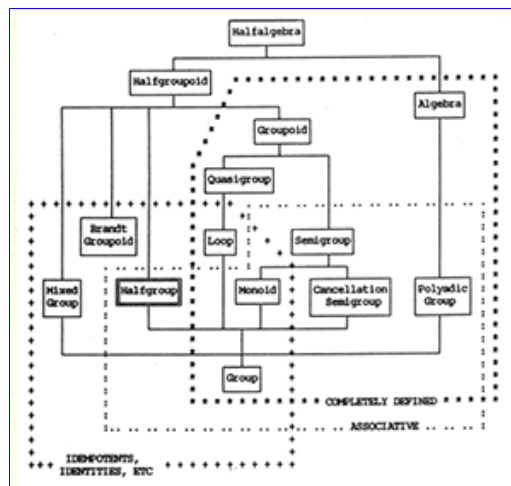 Halfalgebra
Halfgroupoid
Algebra
Groupoid
Quasigroup
Brandt
Groupoid
Loop
Semigroup
Mixed
Group
Halfgroup
Monoid
Cancellation
Semigroup
Polyadic
Group
Group
COMPLETELY DEFINED
ASSOCIATIVE
IDEMPOTENTS,
IDENTITIES, ETC